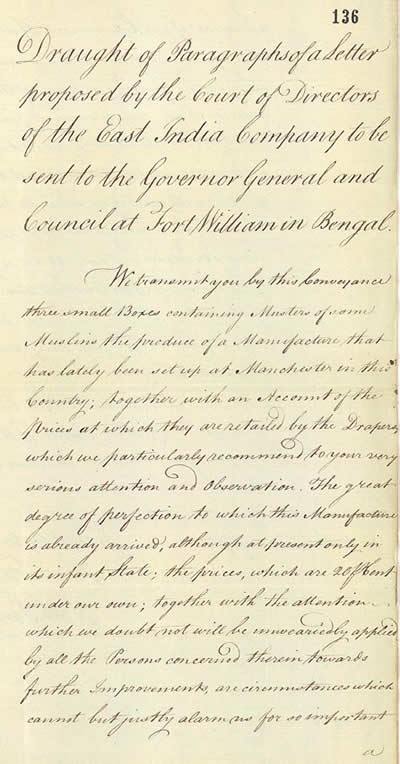 136
Draught of Paragraphs of a Letter
proposed by the Court of Directors
of the East India Company to be
sent to the Governor General and
Council at Fort William in Bengal.
We transmit you by this Conveyance
three small Boxes containing Musters of some
Muslins the produce of a Manufacture that
has lately been set up at Manchester in this
Country; together with an Account of the
Prices at which they are retailed by the Drapers,
which we particularly recommend to your very
serious attention and Observation. The great
degree of perfection to which this Manufacture
is already arrived, although at present only in
its infant State; the prices, which are 20 P Cent
under our own; together with the attention
which we doubt not will be unweariedly applied
by all the Persons concerned therein towards
further Improvements, are circumstances which
cannot but justly alarm us for so important
a